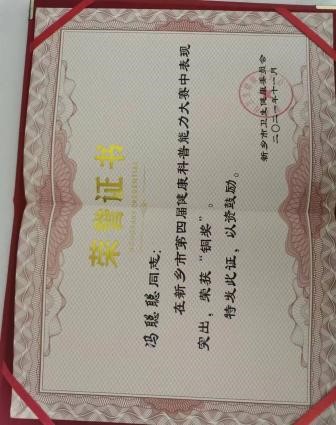 荣誉证书
冯聪聪同志：
在新乡市第四届健康科普能力大赛中表现
突出，荣获“铜奖”。
特发此证，以资鼓励。
新乡市卫生健康委员会
二〇二一年十一月